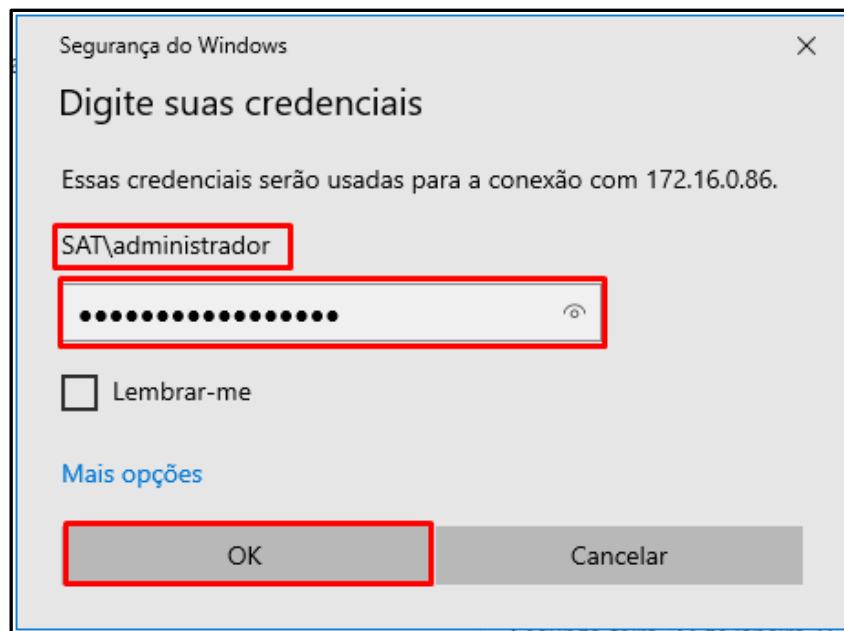 Segurança do Windows
Digite suas credenciais
Essas credenciais serão usadas para a conexão com 172.16.0.86.
SAT\administrador
•••••••••••••••••
Lembrar-me
Mais opções
OK Cancelar